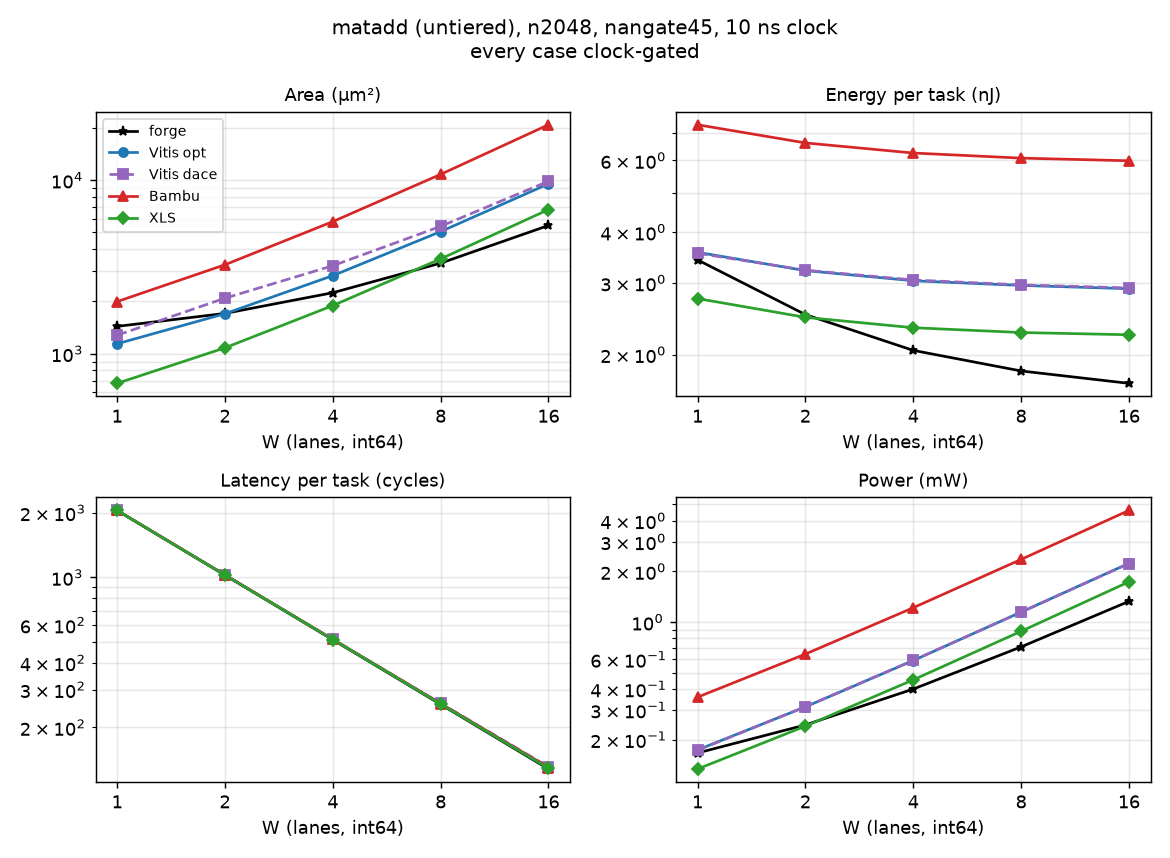 matadd (untiered), n2048, nangate45, 10 ns clock
every case clock-gated
Area (μm²)
forge
Vitis opt
Vitis dace
Bambu
XLS
10⁴
10³
1 2 4 8 16
W (lanes, int64)
Energy per task (nJ)
6 × 10⁰
4 × 10⁰
3 × 10⁰
2 × 10⁰
1 2 4 8 16
W (lanes, int64)
Latency per task (cycles)
2 × 10³
10³
6 × 10²
4 × 10²
3 × 10²
2 × 10²
1 2 4 8 16
W (lanes, int64)
Power (mW)
4 × 10⁰
3 × 10⁰
2 × 10⁰
10⁰
6 × 10⁻¹
4 × 10⁻¹
3 × 10⁻¹
2 × 10⁻¹
1 2 4 8 16
W (lanes, int64)